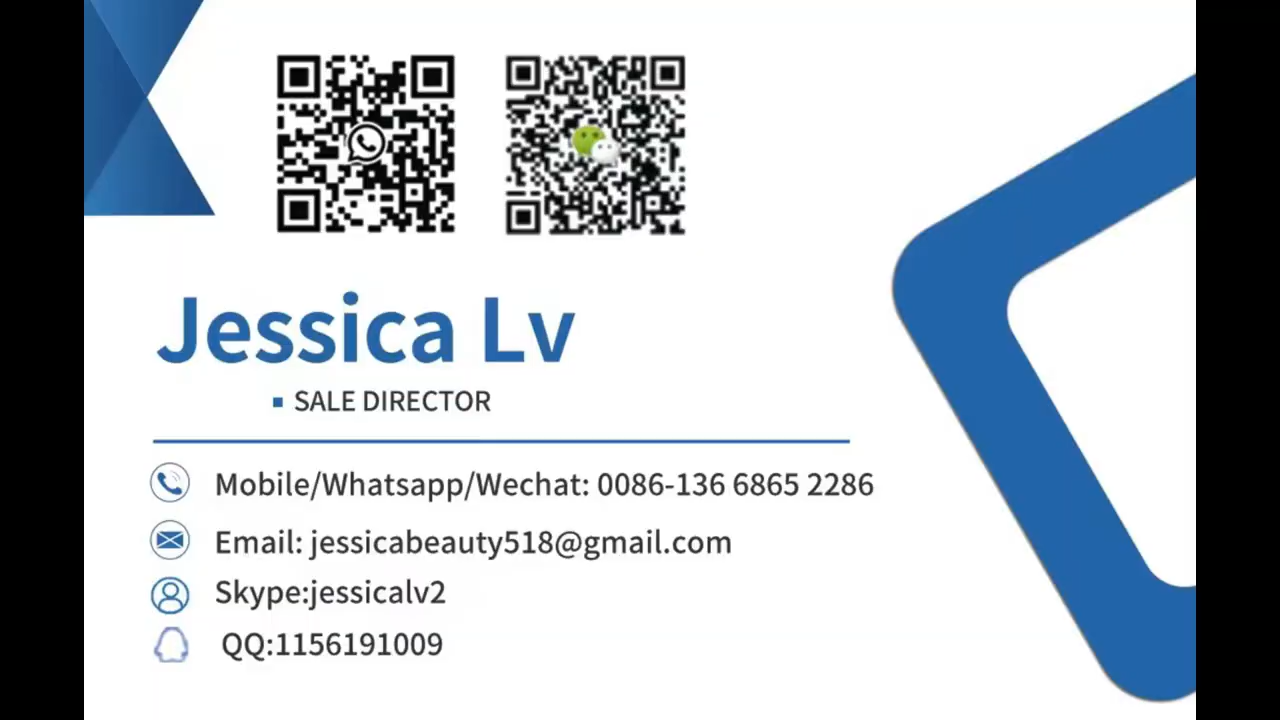 Jessica Lv
SALE DIRECTOR
Mobile/Whatsapp/Wechat: 0086-136 6865 2286
Email: jessicabeauty518@gmail.com
Skype:jessicalv2
QQ:1156191009